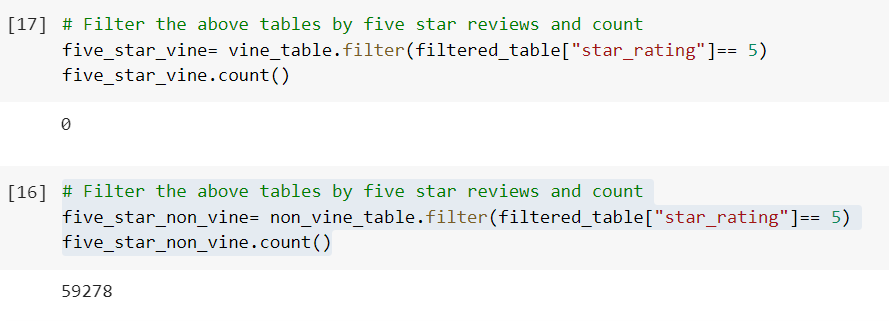 [17] # Filter the above tables by five star reviews and count
five_star_vine= vine_table.filter(filtered_table["star_rating"]== 5)
five_star_vine.count()
0
[16] # Filter the above tables by five star reviews and count
five_star_non_vine= non_vine_table.filter(filtered_table["star_rating"]== 5)
five_star_non_vine.count()
59278